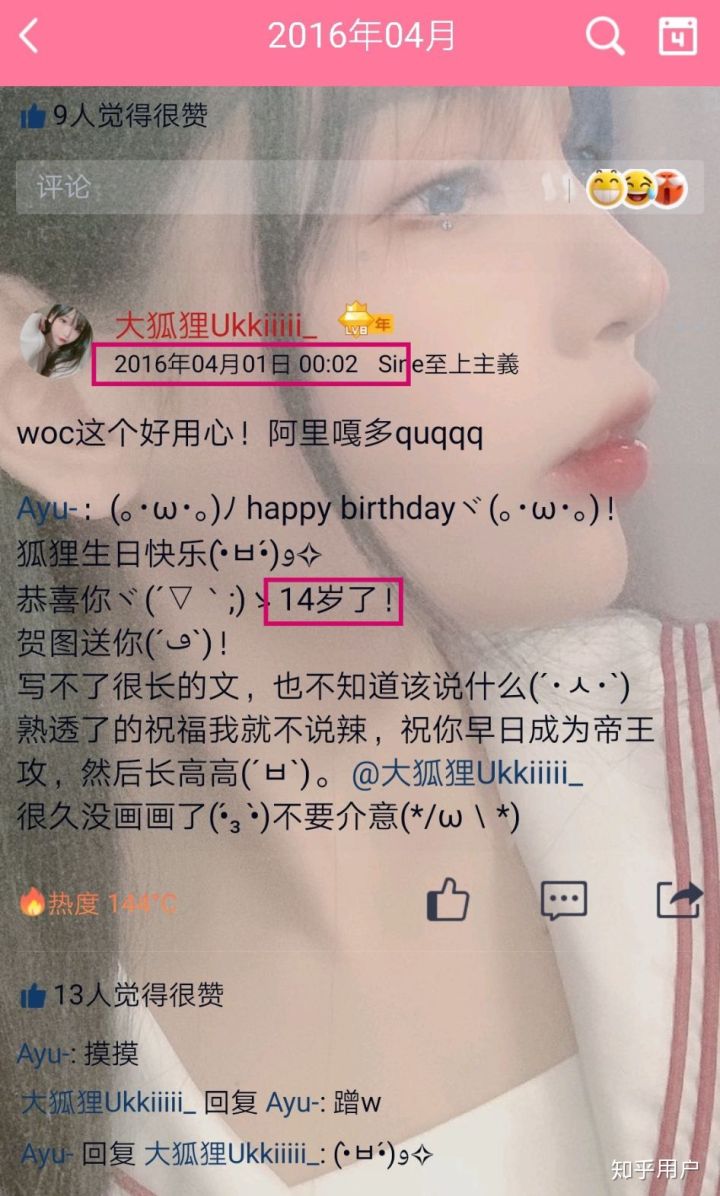 2016年04月
4
9人觉得很赞
评论
大狐狸Ukkiiiii_ LV8 年
2016年04月01日 00:02 Sine至上主義
woc这个好用心！阿里嘎多quqqq
Ayu-：(｡･ω･｡)ﾉ happy birthdayヾ(｡･ω･｡)！
狐狸生日快乐(•̀ㅂ•́)و✧
恭喜你ヾ(´▽｀;)ゝ14岁了！
贺图送你(´ڡ`)！
写不了很长的文，也不知道该说什么(´･ㅅ･`)
熟透了的祝福我就不说辣，祝你早日成为帝王
攻，然后长高高(´ㅂ`)。@大狐狸Ukkiiiii_
很久没画画了(•́₃•̀)不要介意(*/ω＼*)
热度 144°C
13人觉得很赞
Ayu-: 摸摸
大狐狸Ukkiiiii_ 回复 Ayu-: 蹭w
Ayu- 回复 大狐狸Ukkiiiii_: (•̀ㅂ•́)و✧
知乎用户